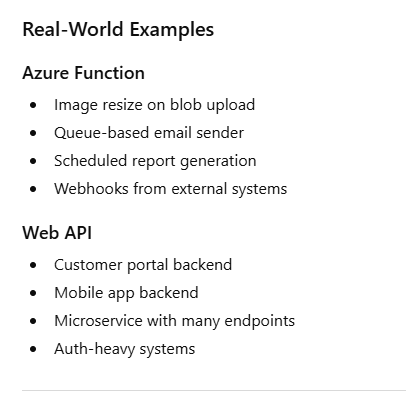 Real-World Examples
Azure Function
• Image resize on blob upload
• Queue-based email sender
• Scheduled report generation
• Webhooks from external systems
Web API
• Customer portal backend
• Mobile app backend
• Microservice with many endpoints
• Auth-heavy systems